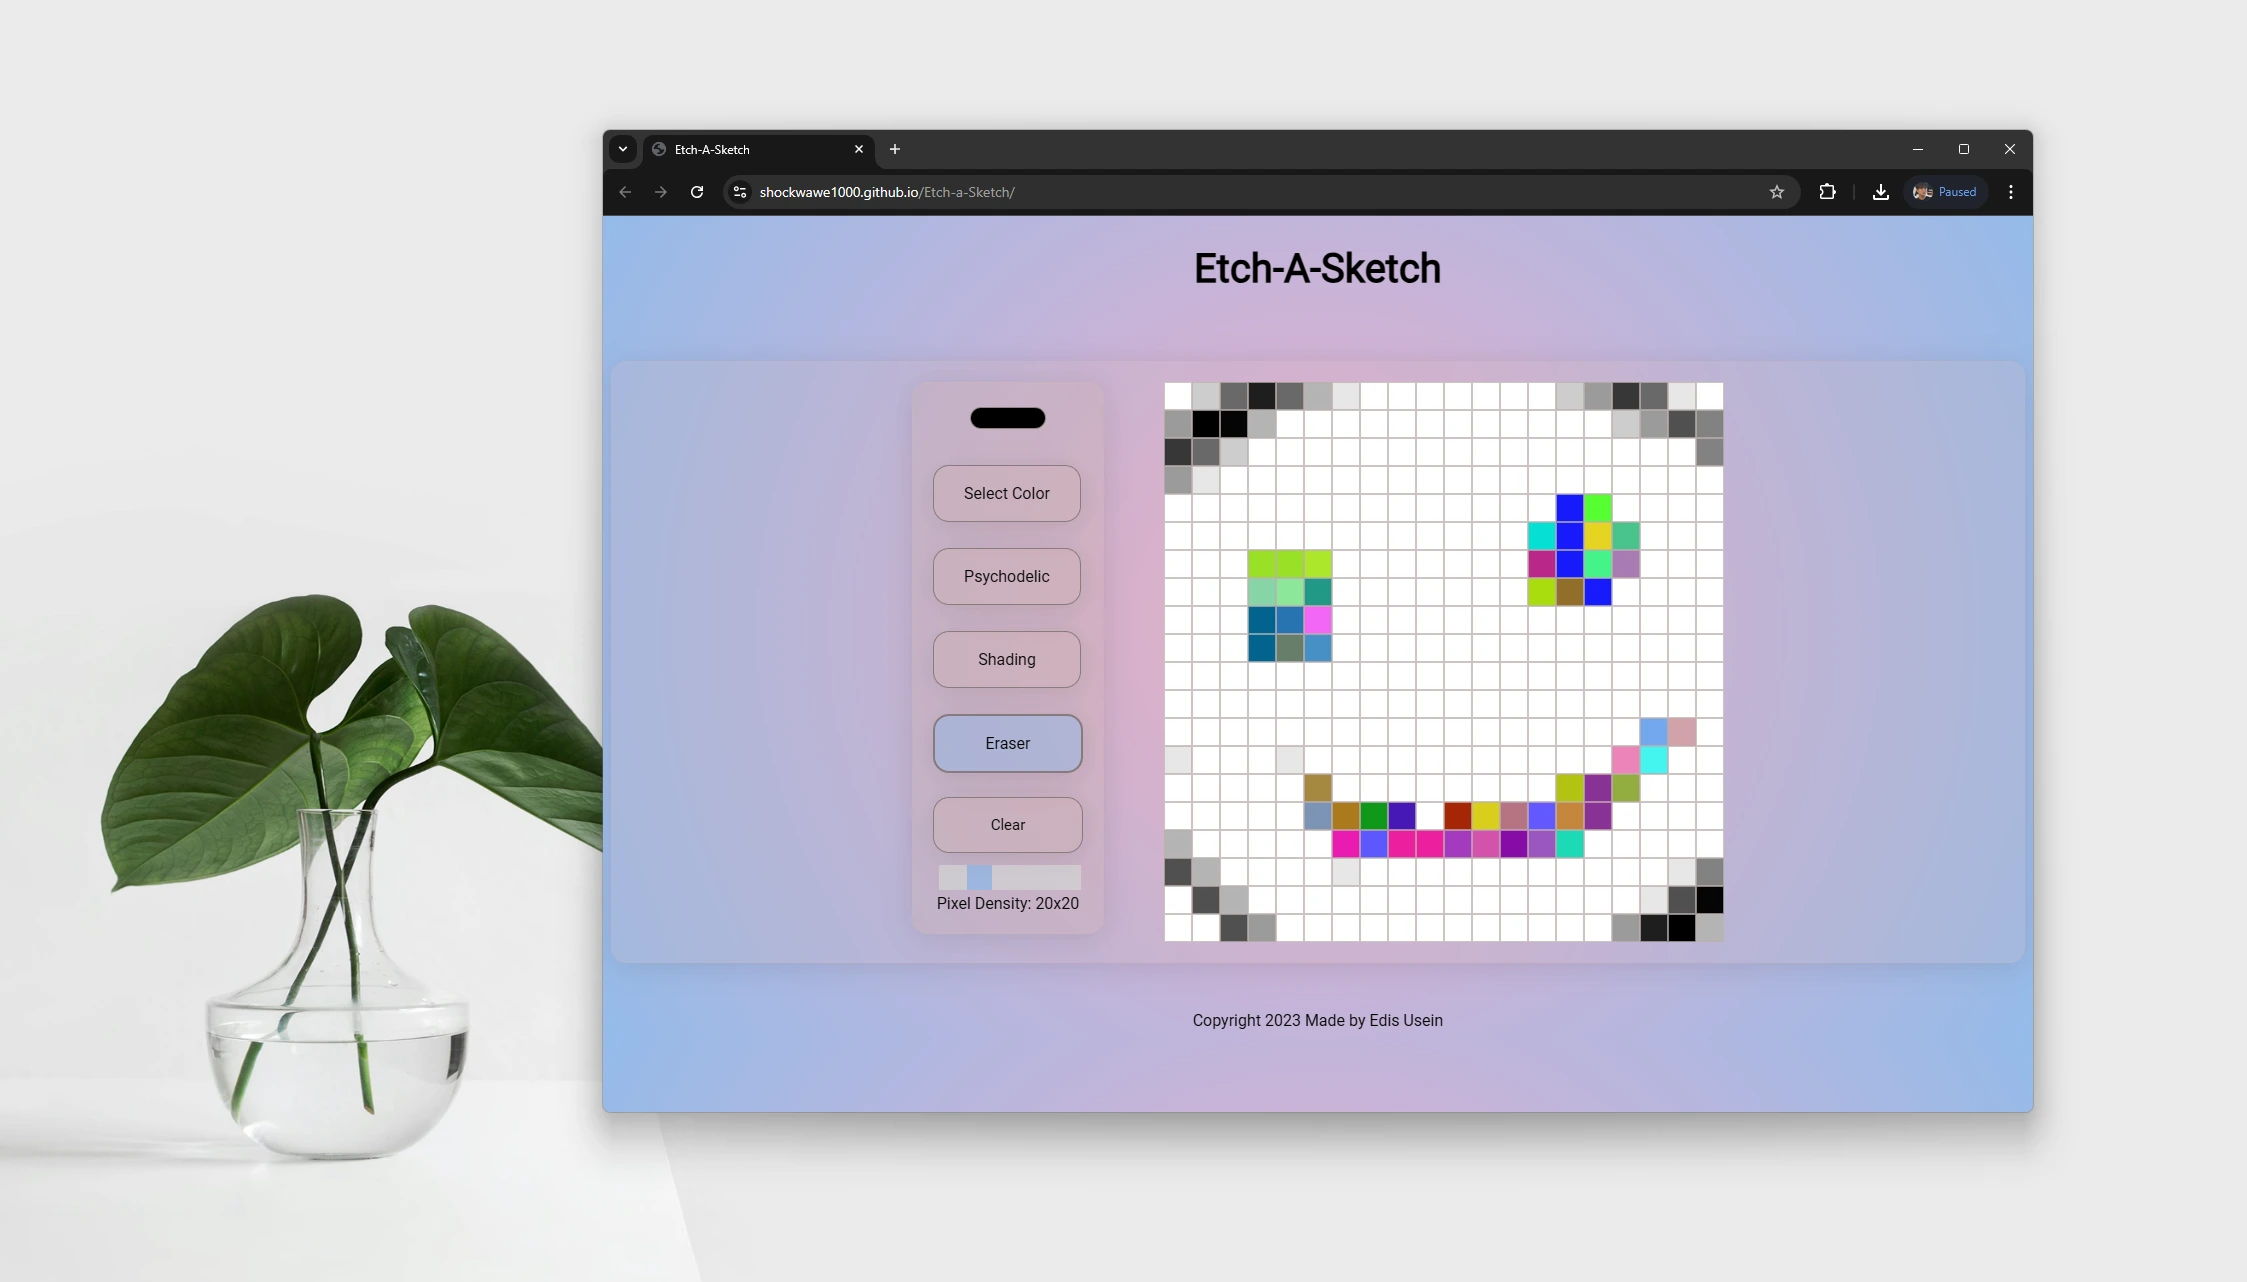 Etch-A-Sketch
shockwawe1000.github.io/Etch-a-Sketch/
Paused
Etch-A-Sketch
Select Color
Psychodelic
Shading
Eraser
Clear
Pixel Density: 20x20
Copyright 2023 Made by Edis Usein